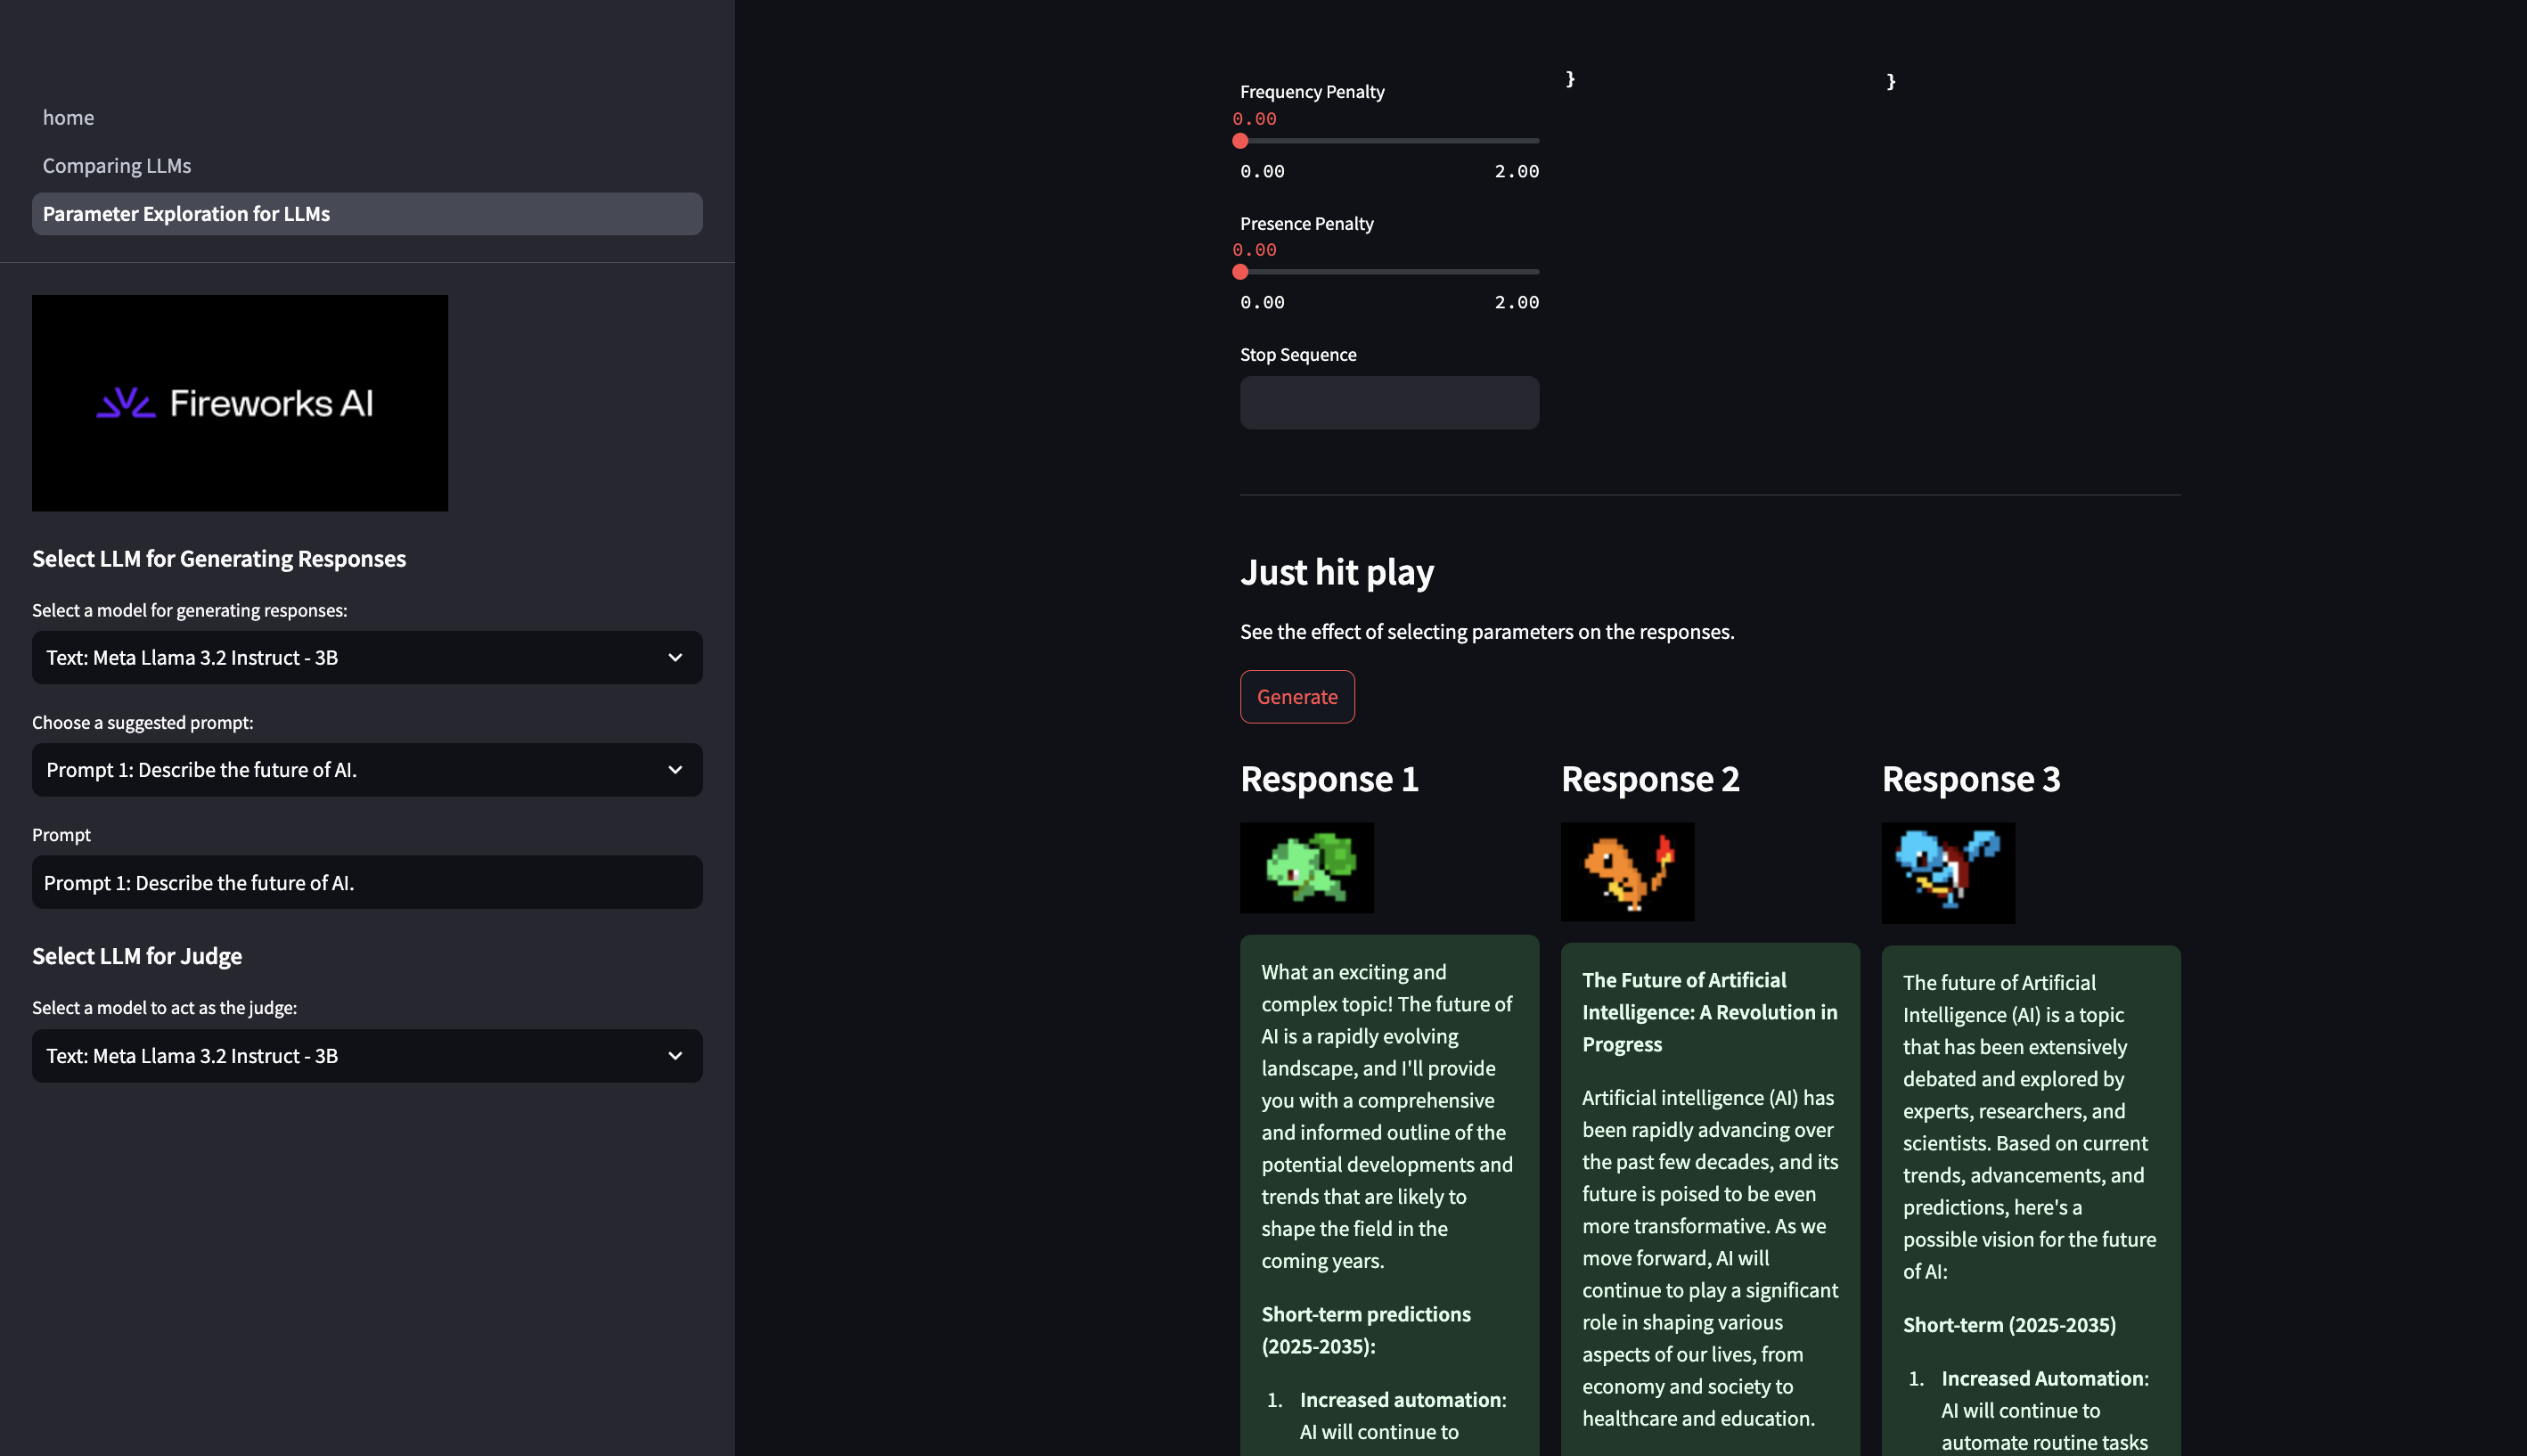 home
Comparing LLMs
Parameter Exploration for LLMs
Fireworks AI
Select LLM for Generating Responses
Select a model for generating responses:
Text: Meta Llama 3.2 Instruct - 3B
Choose a suggested prompt:
Prompt 1: Describe the future of AI.
Prompt
Prompt 1: Describe the future of AI.
Select LLM for Judge
Select a model to act as the judge:
Text: Meta Llama 3.2 Instruct - 3B
Frequency Penalty
0.00
0.00 2.00
Presence Penalty
0.00
0.00 2.00
Stop Sequence
}
}
Just hit play
See the effect of selecting parameters on the responses.
Generate
Response 1
What an exciting and
complex topic! The future of
AI is a rapidly evolving
landscape, and I'll provide
you with a comprehensive
and informed outline of the
potential developments and
trends that are likely to
shape the field in the
coming years.
Short-term predictions
(2025-2035):
1. Increased automation:
AI will continue to
Response 2
The Future of Artificial
Intelligence: A Revolution in
Progress
Artificial intelligence (AI) has
been rapidly advancing over
the past few decades, and its
future is poised to be even
more transformative. As we
move forward, AI will
continue to play a significant
role in shaping various
aspects of our lives, from
economy and society to
healthcare and education.
Response 3
The future of Artificial
Intelligence (AI) is a topic
that has been extensively
debated and explored by
experts, researchers, and
scientists. Based on current
trends, advancements, and
predictions, here's a
possible vision for the future
of AI:
Short-term (2025-2035)
1. Increased Automation:
AI will continue to
automate routine tasks